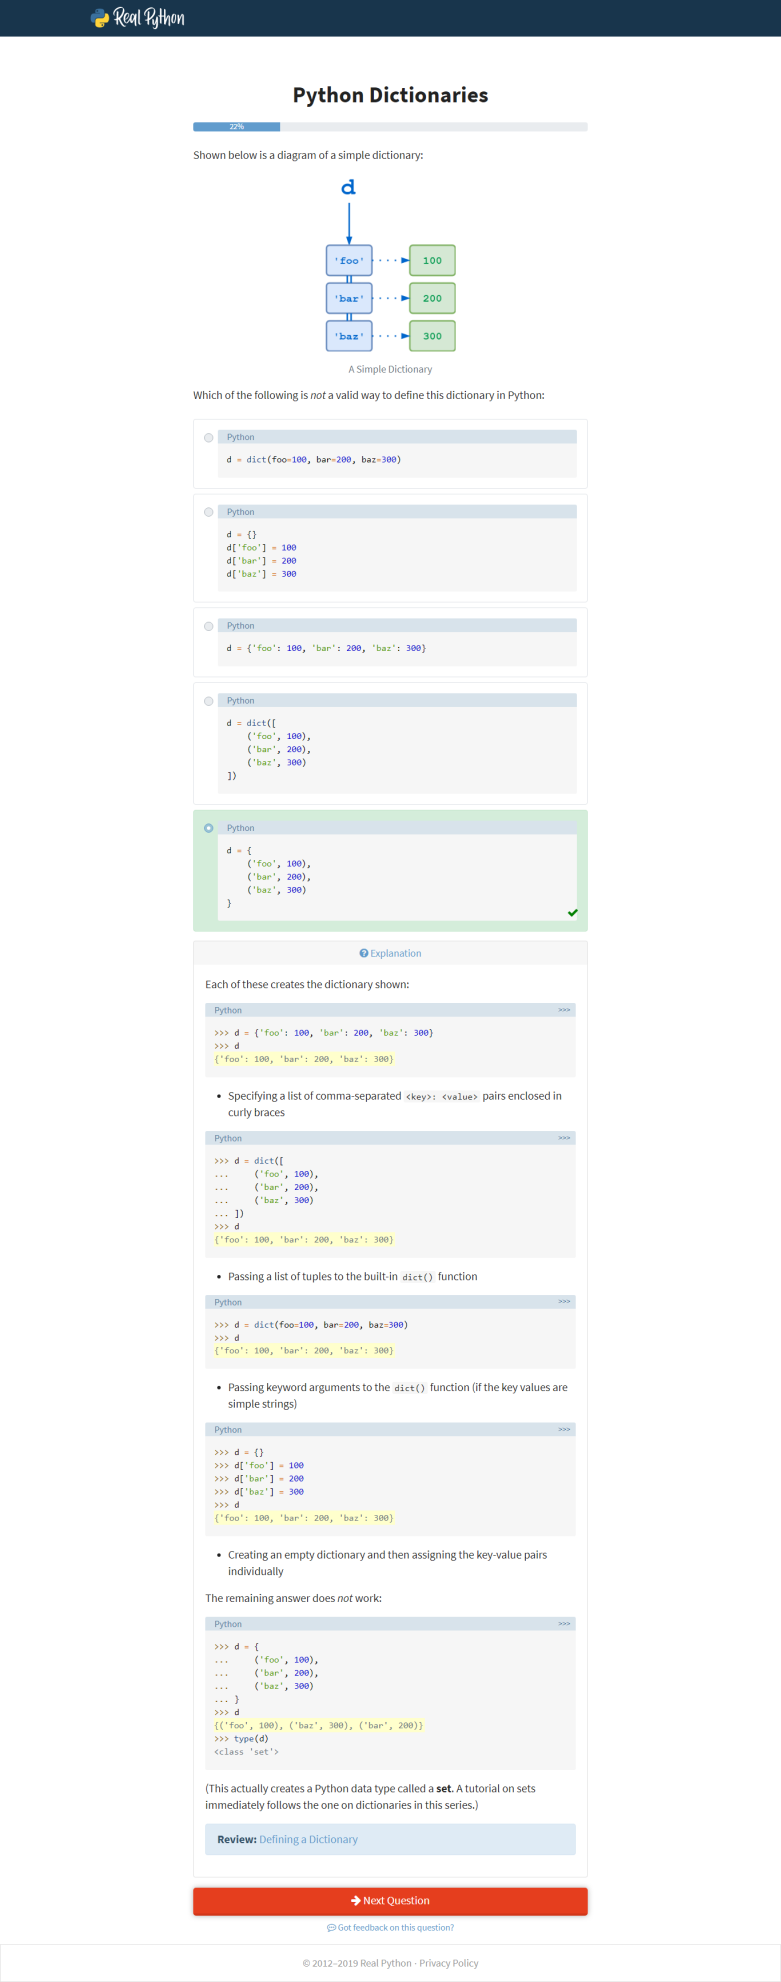 Real Python
Python Dictionaries
22%
Shown below is a diagram of a simple dictionary:
d
'foo' 100
'bar' 200
'baz' 300
A Simple Dictionary
Which of the following is not a valid way to define this dictionary in Python:
Python
d = dict(foo=100, bar=200, baz=300)
Python
d = {}
d['foo'] = 100
d['bar'] = 200
d['baz'] = 300
Python
d = {'foo': 100, 'bar': 200, 'baz': 300}
Python
d = dict([
    ('foo', 100),
    ('bar', 200),
    ('baz', 300)
])
Python
d = {
    ('foo', 100),
    ('bar', 200),
    ('baz', 300)
}
Explanation
Each of these creates the dictionary shown:
Python >>>
>>> d = {'foo': 100, 'bar': 200, 'baz': 300}
>>> d
{'foo': 100, 'bar': 200, 'baz': 300}
• Specifying a list of comma-separated <key>: <value> pairs enclosed in
curly braces
Python >>>
>>> d = dict([
...     ('foo', 100),
...     ('bar', 200),
...     ('baz', 300)
... ])
>>> d
{'foo': 100, 'bar': 200, 'baz': 300}
• Passing a list of tuples to the built-in dict() function
Python >>>
>>> d = dict(foo=100, bar=200, baz=300)
>>> d
{'foo': 100, 'bar': 200, 'baz': 300}
• Passing keyword arguments to the dict() function (if the key values are
simple strings)
Python >>>
>>> d = {}
>>> d['foo'] = 100
>>> d['bar'] = 200
>>> d['baz'] = 300
>>> d
{'foo': 100, 'bar': 200, 'baz': 300}
• Creating an empty dictionary and then assigning the key-value pairs
individually
The remaining answer does not work:
Python >>>
>>> d = {
...     ('foo', 100),
...     ('bar', 200),
...     ('baz', 300)
... }
>>> d
{('foo', 100), ('baz', 300), ('bar', 200)}
>>> type(d)
<class 'set'>
(This actually creates a Python data type called a set. A tutorial on sets
immediately follows the one on dictionaries in this series.)
Review: Defining a Dictionary
Next Question
Got feedback on this question?
© 2012–2019 Real Python · Privacy Policy